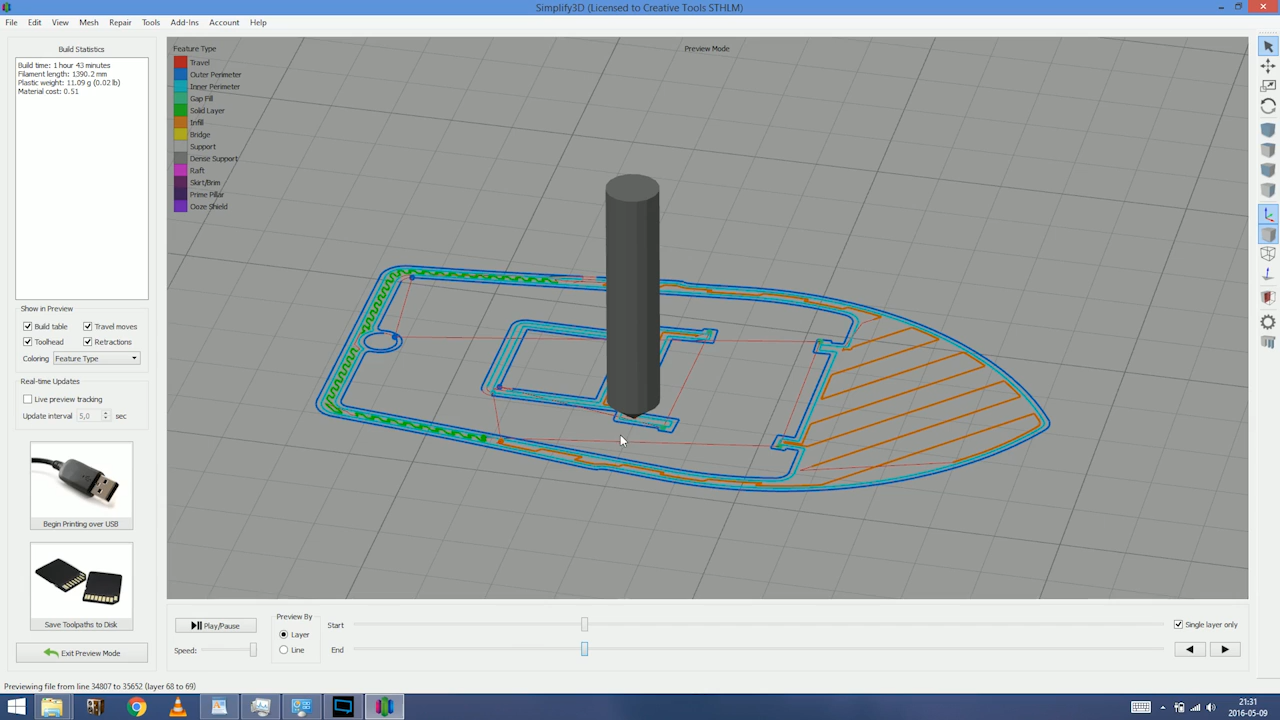 Simplify3D (Licensed to Creative Tools STHLM)
File Edit View Mesh Repair Tools Add-Ins Account Help
Build Statistics
Build time: 1 hour 43 minutes
Filament length: 1390.2 mm
Plastic weight: 11.09 g (0.02 lb)
Material cost: 0.51
Show in Preview
Build table
Travel moves
Toolhead
Retractions
Coloring Feature Type
Real-time Updates
Live preview tracking
Update interval 5,0 sec
Begin Printing over USB
Save Toolpaths to Disk
Exit Preview Mode
Feature Type
Travel
Outer Perimeter
Inner Perimeter
Gap Fill
Solid Layer
Infill
Bridge
Support
Dense Support
Raft
Skirt/Brim
Prime Pillar
Ooze Shield
Preview Mode
Play/Pause
Speed:
Preview By
Layer
Line
Start
End
Single layer only
Previewing file from line 34807 to 35652 (layer 68 to 69)
21:31
2016-05-09